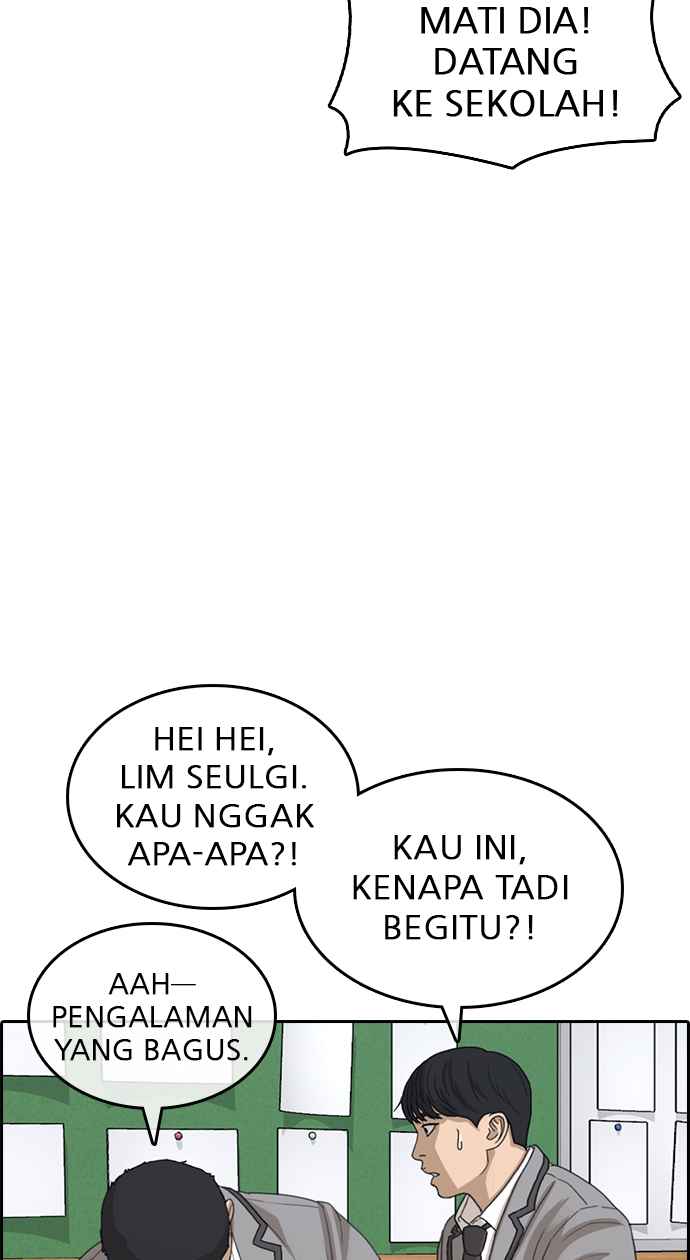 MATI DIA!
DATANG
KE SEKOLAH!
HEI HEI,
LIM SEULGI.
KAU NGGAK
APA-APA?!
KAU INI,
KENAPA TADI
BEGITU?!
AAH—
PENGALAMAN
YANG BAGUS.